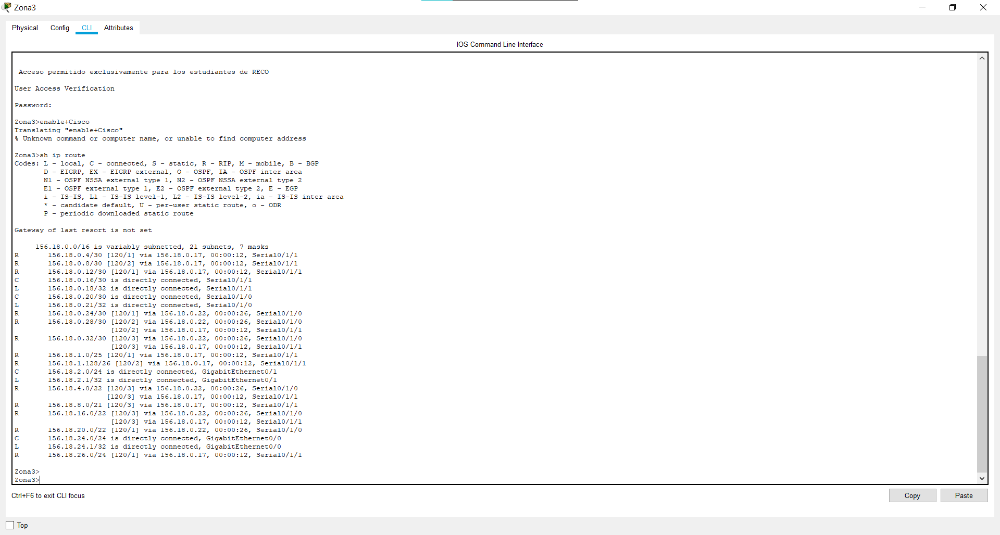 Zona3
Physical Config CLI Attributes
IOS Command Line Interface
Acceso permitido exclusivamente para los estudiantes de RECO
User Access Verification
Password:
Zona3>enable+Cisco
Translating "enable+Cisco"
% Unknown command or computer name, or unable to find computer address
Zona3>sh ip route
Codes: L - local, C - connected, S - static, R - RIP, M - mobile, B - BGP
D - EIGRP, EX - EIGRP external, O - OSPF, IA - OSPF inter area
N1 - OSPF NSSA external type 1, N2 - OSPF NSSA external type 2
E1 - OSPF external type 1, E2 - OSPF external type 2, E - EGP
i - IS-IS, L1 - IS-IS level-1, L2 - IS-IS level-2, ia - IS-IS inter area
* - candidate default, U - per-user static route, o - ODR
P - periodic downloaded static route
Gateway of last resort is not set
156.18.0.0/16 is variably subnetted, 21 subnets, 7 masks
R 156.18.0.4/30 [120/1] via 156.18.0.17, 00:00:12, Serial0/1/1
R 156.18.0.8/30 [120/2] via 156.18.0.17, 00:00:12, Serial0/1/1
R 156.18.0.12/30 [120/1] via 156.18.0.17, 00:00:12, Serial0/1/1
C 156.18.0.16/30 is directly connected, Serial0/1/1
L 156.18.0.18/32 is directly connected, Serial0/1/1
C 156.18.0.20/30 is directly connected, Serial0/1/0
L 156.18.0.21/32 is directly connected, Serial0/1/0
R 156.18.0.24/30 [120/1] via 156.18.0.22, 00:00:26, Serial0/1/0
R 156.18.0.28/30 [120/2] via 156.18.0.22, 00:00:26, Serial0/1/0
[120/2] via 156.18.0.17, 00:00:12, Serial0/1/1
R 156.18.0.32/30 [120/3] via 156.18.0.22, 00:00:26, Serial0/1/0
[120/3] via 156.18.0.17, 00:00:12, Serial0/1/1
R 156.18.1.0/25 [120/1] via 156.18.0.17, 00:00:12, Serial0/1/1
R 156.18.1.128/26 [120/2] via 156.18.0.17, 00:00:12, Serial0/1/1
C 156.18.2.0/24 is directly connected, GigabitEthernet0/1
L 156.18.2.1/32 is directly connected, GigabitEthernet0/1
R 156.18.4.0/22 [120/3] via 156.18.0.22, 00:00:26, Serial0/1/0
[120/3] via 156.18.0.17, 00:00:12, Serial0/1/1
R 156.18.8.0/21 [120/3] via 156.18.0.17, 00:00:12, Serial0/1/1
R 156.18.16.0/22 [120/3] via 156.18.0.22, 00:00:26, Serial0/1/0
[120/3] via 156.18.0.17, 00:00:12, Serial0/1/1
R 156.18.20.0/22 [120/1] via 156.18.0.22, 00:00:26, Serial0/1/0
C 156.18.24.0/24 is directly connected, GigabitEthernet0/0
L 156.18.24.1/32 is directly connected, GigabitEthernet0/0
R 156.18.26.0/24 [120/1] via 156.18.0.17, 00:00:12, Serial0/1/1
Zona3>
Zona3>
Ctrl+F6 to exit CLI focus
Copy Paste
Top